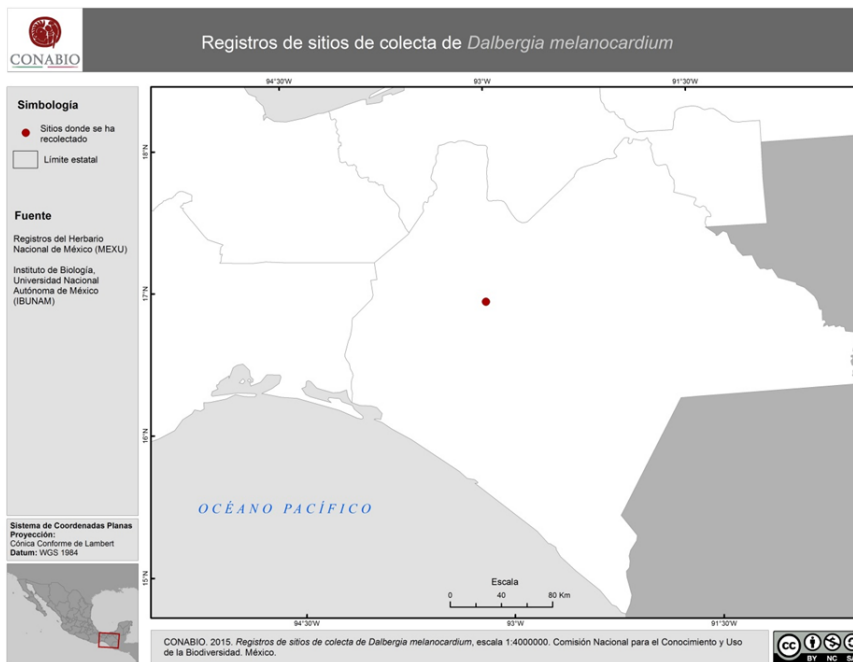 CONABIO
Registros de sitios de colecta de Dalbergia melanocardium
Simbología
Sitios donde se ha
recolectado
Límite estatal
Fuente
Registros del Herbario
Nacional de México (MEXU)
Instituto de Biología,
Universidad Nacional
Autónoma de México
(IBUNAM)
Sistema de Coordenadas Planas
Proyección:
Cónica Conforme de Lambert
Datum: WGS 1984
94°30'W
93°W
91°30'W
18°N
17°N
16°N
15°N
OCÉANO PACÍFICO
Escala
0 40 80 Km
94°30'W
93°W
91°30'W
CONABIO. 2015. Registros de sitios de colecta de Dalbergia melanocardium, escala 1:4000000. Comisión Nacional para el Conocimiento y Uso
de la Biodiversidad. México.
cc
BY NC SA